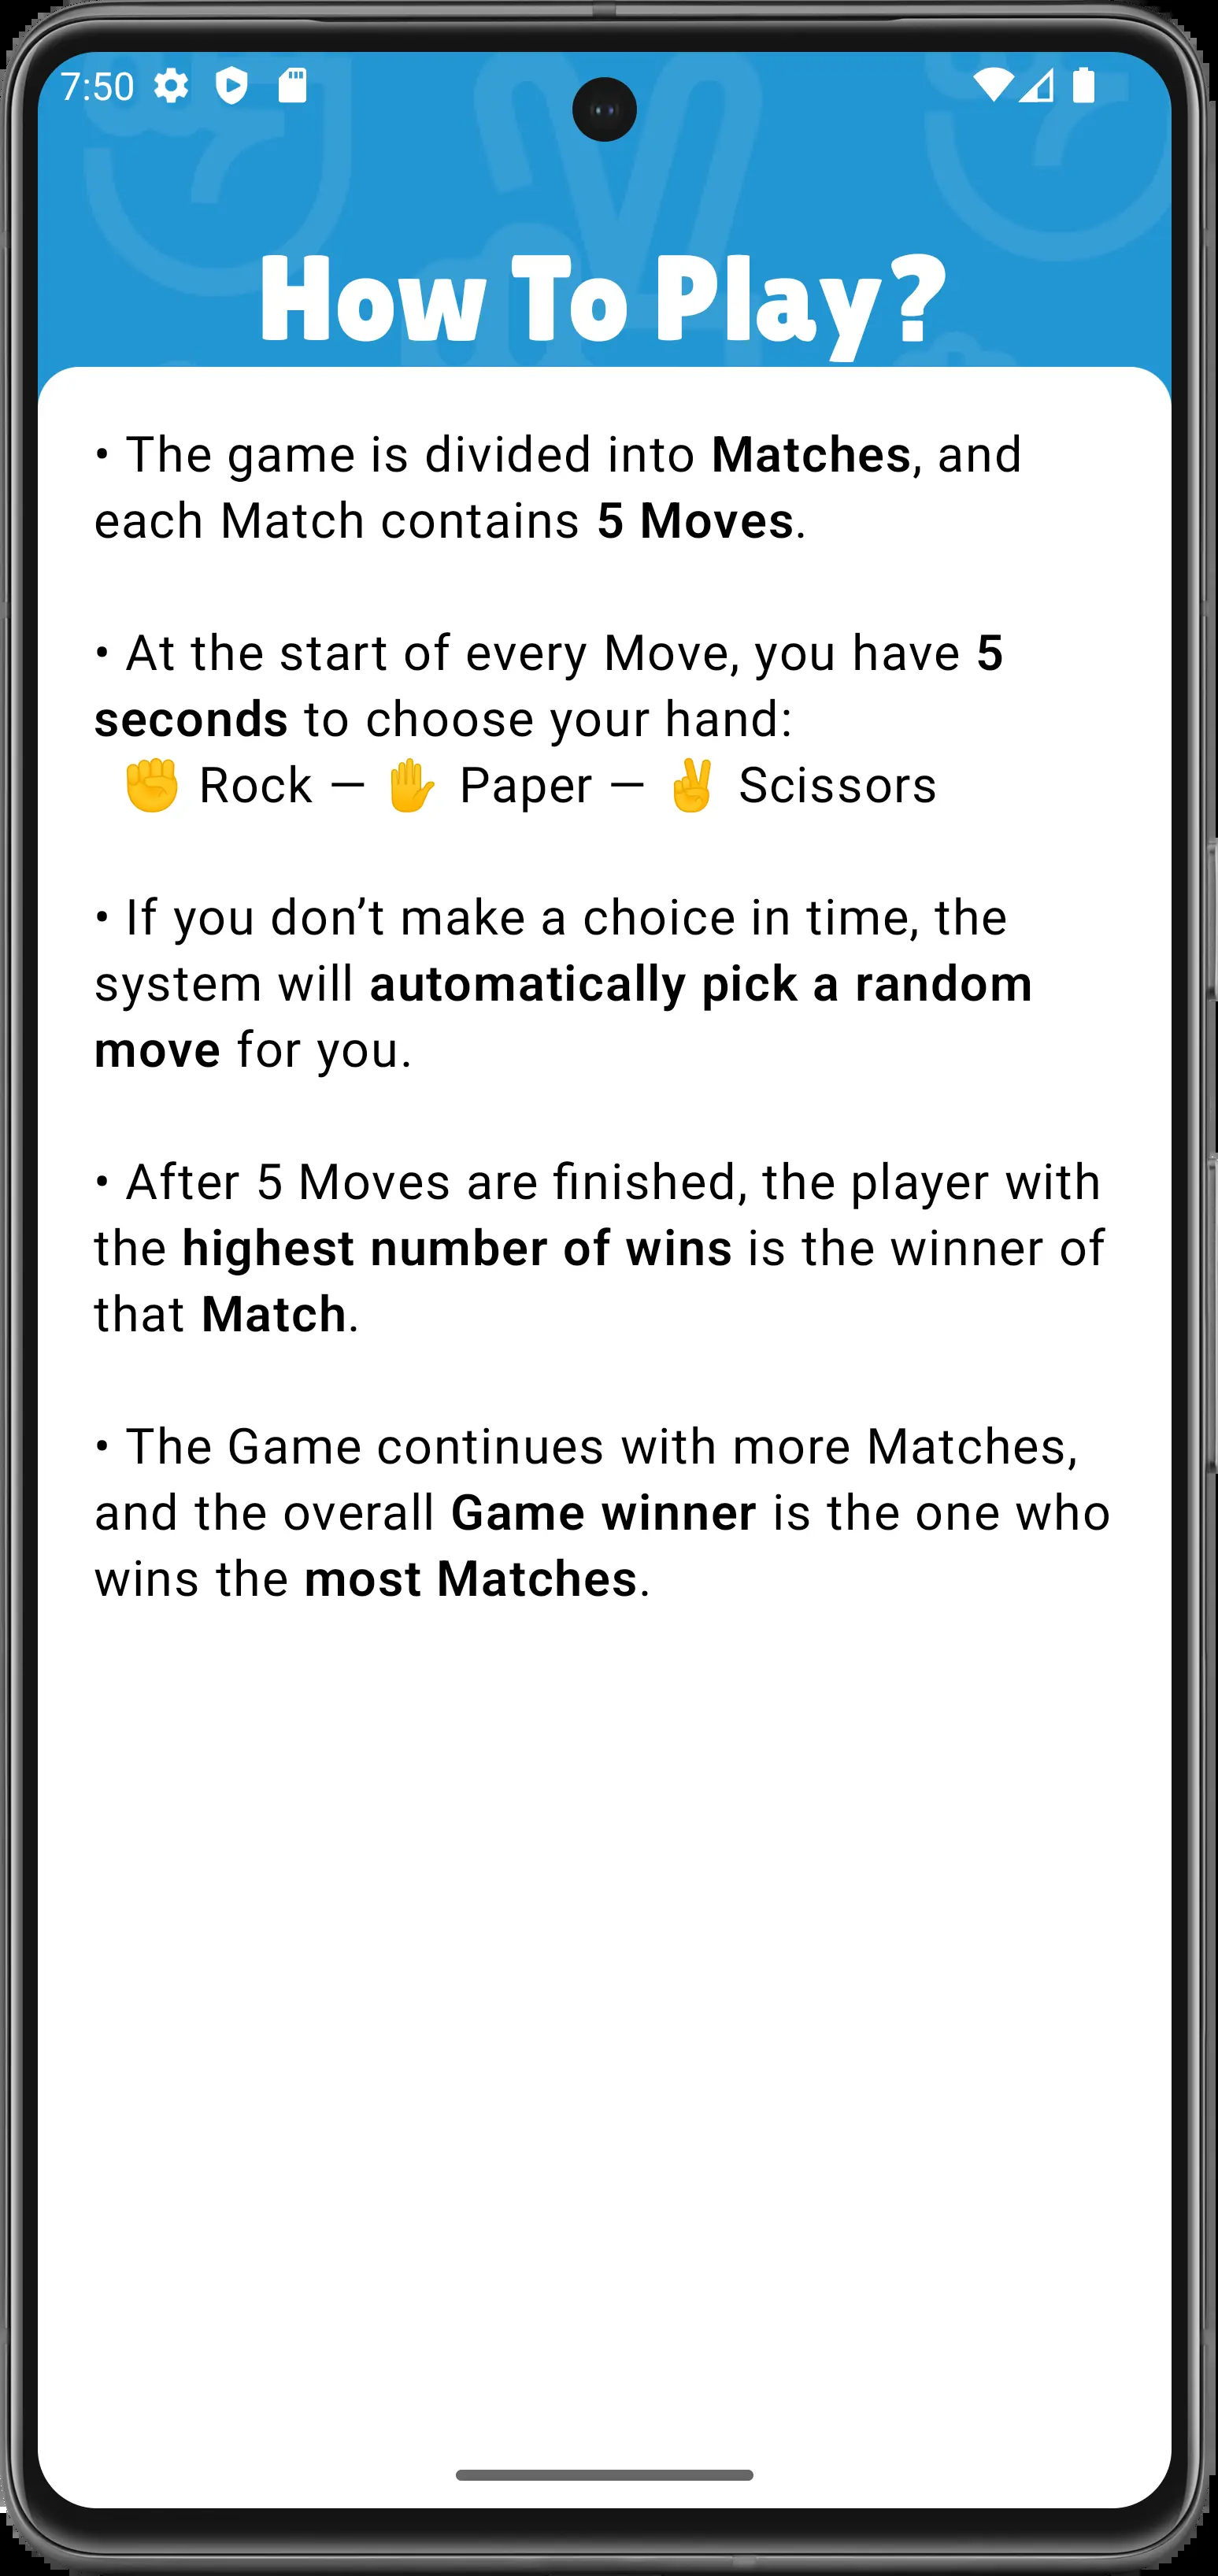 7:50
How To Play?
• The game is divided into Matches, and
each Match contains 5 Moves.
• At the start of every Move, you have 5
seconds to choose your hand:
✊ Rock — ✋ Paper — ✌️ Scissors
• If you don’t make a choice in time, the
system will automatically pick a random
move for you.
• After 5 Moves are finished, the player with
the highest number of wins is the winner of
that Match.
• The Game continues with more Matches,
and the overall Game winner is the one who
wins the most Matches.